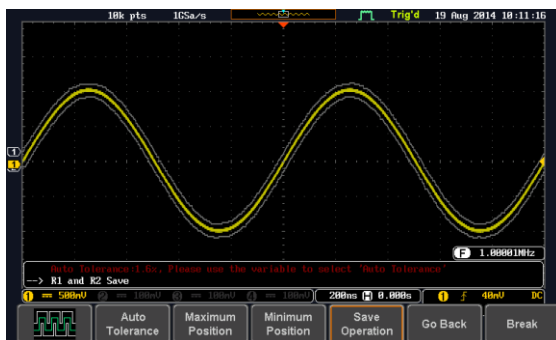 10k pts 1GSa/s Trig'd 19 Aug 2014 10:11:16
1
1
F 1.00001MHz
Auto Tolerance:1.6%, Please use the variable to select 'Auto Tolerance'
--> R1 and R2 Save
1 500mV 2 100mV 3 100mV 4 100mV 200ns H 0.000s 1 40mV DC
Auto Tolerance Maximum Position Minimum Position Save Operation Go Back Break